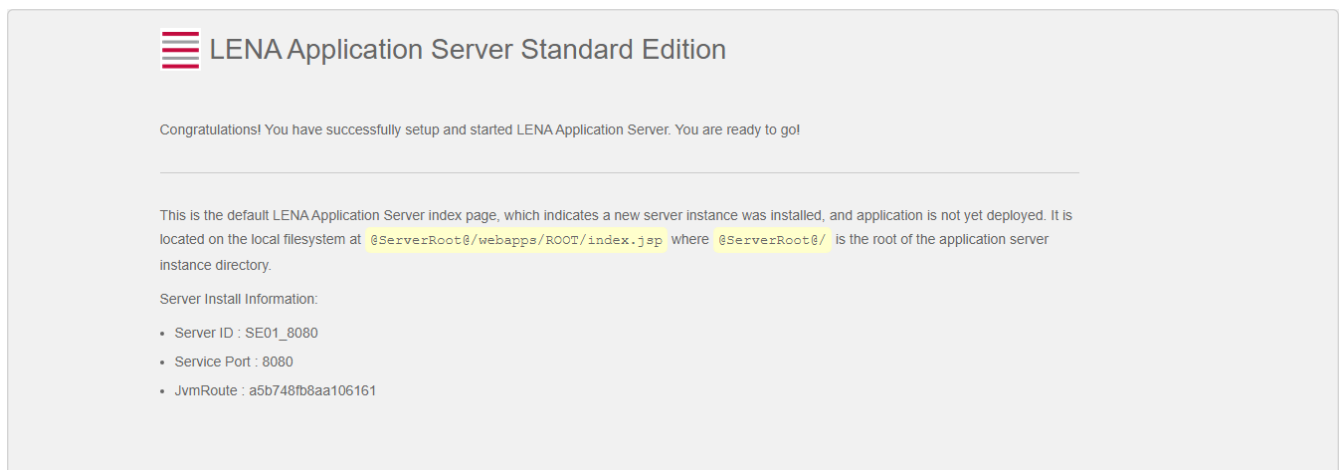 LENA Application Server Standard Edition
Congratulations! You have successfully setup and started LENA Application Server. You are ready to go!
This is the default LENA Application Server index page, which indicates a new server instance was installed, and application is not yet deployed. It is
located on the local filesystem at @ServerRoot@/webapps/ROOT/index.jsp where @ServerRoot@/ is the root of the application server
instance directory.
Server Install Information:
• Server ID : SE01_8080
• Service Port : 8080
• JvmRoute : a5b748fb8aa106161